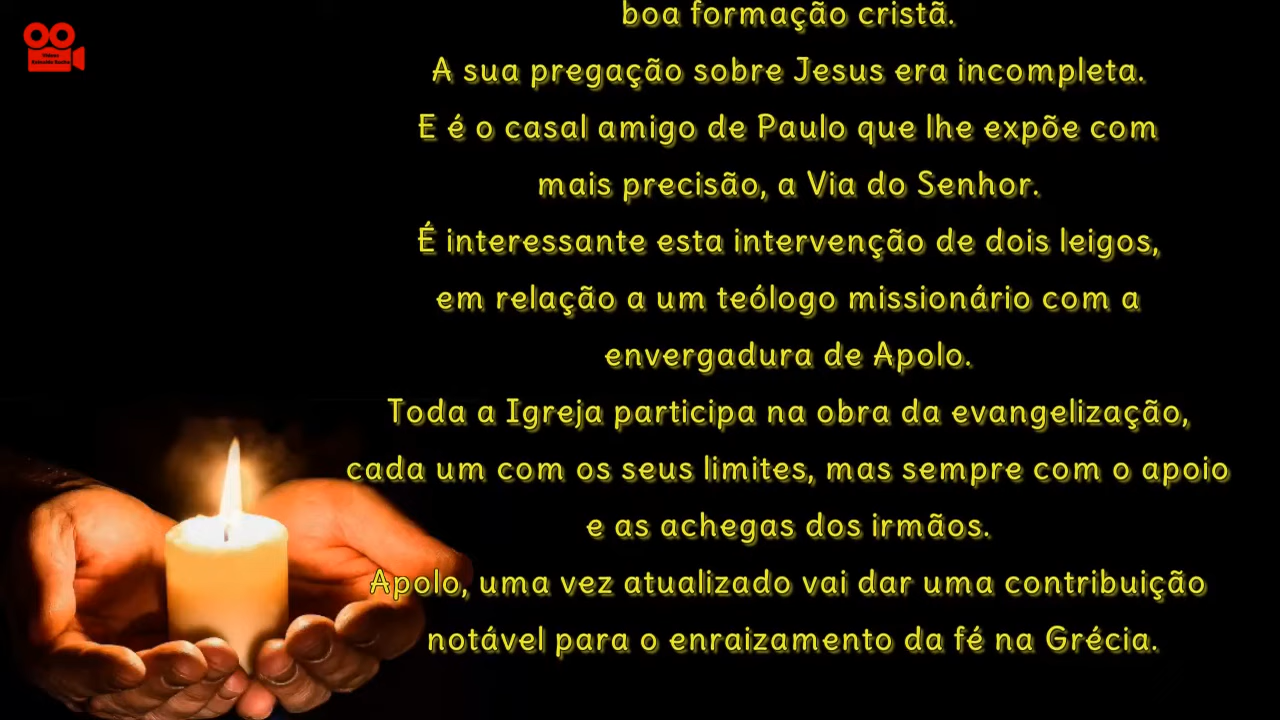 boa formação cristã.
A sua pregação sobre Jesus era incompleta.
E é o casal amigo de Paulo que lhe expõe com
mais precisão, a Via do Senhor.
É interessante esta intervenção de dois leigos,
em relação a um teólogo missionário com a
envergadura de Apolo.
Toda a Igreja participa na obra da evangelização,
cada um com os seus limites, mas sempre com o apoio
e as achegas dos irmãos.
Apolo, uma vez atualizado vai dar uma contribuição
notável para o enraizamento da fé na Grécia.